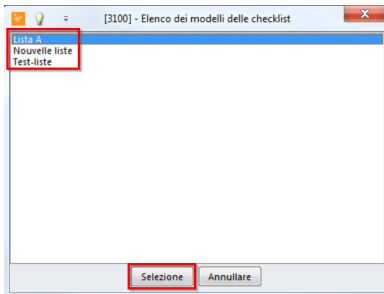 [3100] - Elenco dei modelli delle checklist
Lista A
Nouvelle liste
Test-liste
Selezione
Annullare